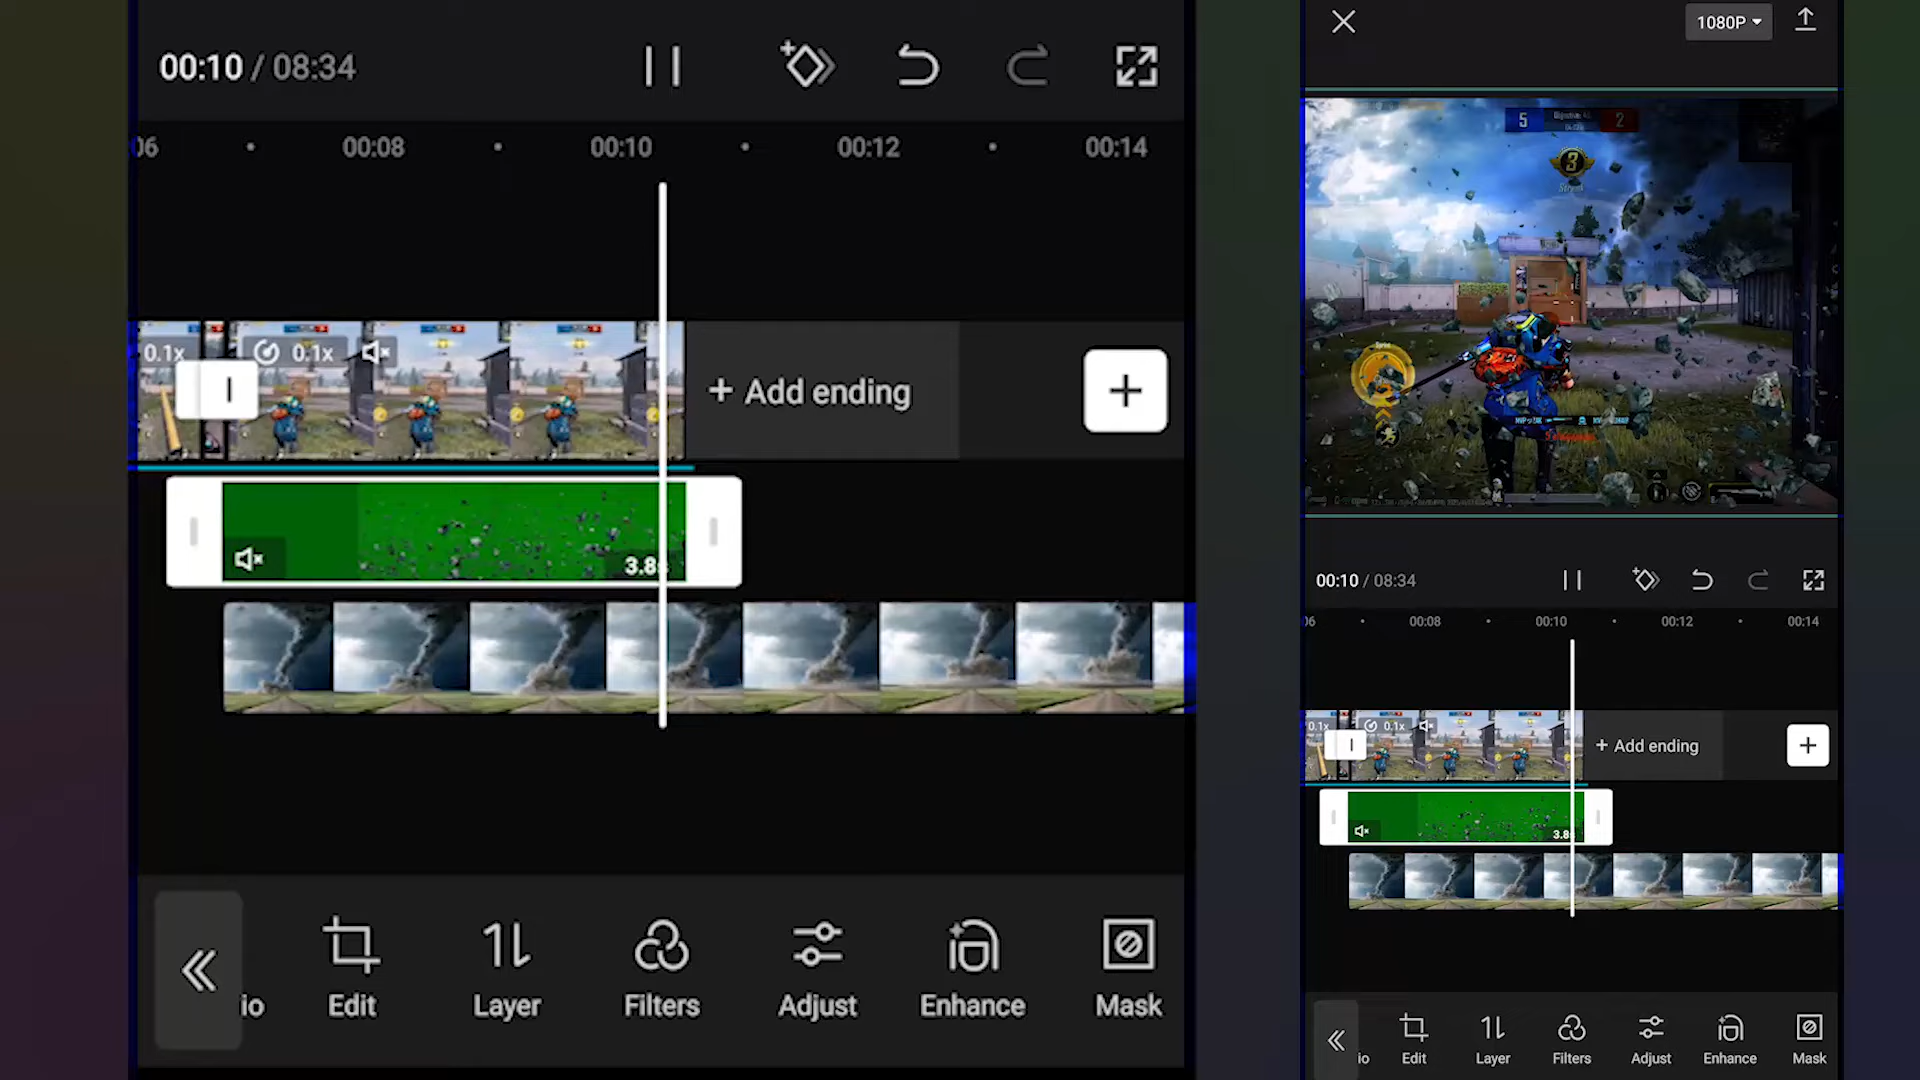 00:10 / 08:34
06 00:08 00:10 00:12 00:14
0.1x 0.1x
+ Add ending
+
3.8s
io Edit Layer Filters Adjust Enhance Mask
1080P
5 2
3
00:10 / 08:34
06 00:08 00:10 00:12 00:14
0.1x 0.1x
+ Add ending
+
3.8s
io Edit Layer Filters Adjust Enhance Mask